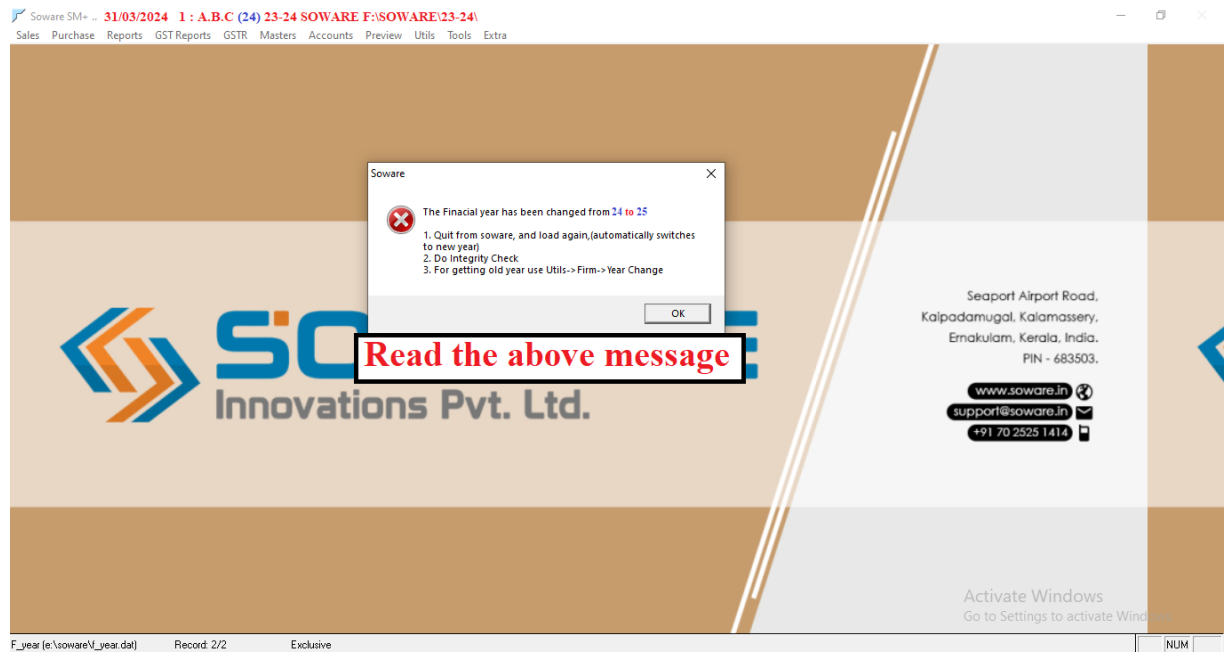 Soware SM+ .. 31/03/2024 1 : A.B.C (24) 23-24 SOWARE F:\SOWARE\23-24\
Sales Purchase Reports GST Reports GSTR Masters Accounts Preview Utils Tools Extra
Soware
The Finacial year has been changed from 24 to 25
1. Quit from soware, and load again,(automatically switches
to new year)
2. Do Integrity Check
3. For getting old year use Utils->Firm->Year Change
OK
Read the above message
Innovations Pvt. Ltd.
Seaport Airport Road,
Kalpadamugal, Kalamassery,
Ernakulam, Kerala, India.
PIN - 683503.
www.soware.in
support@soware.in
+91 70 2525 1414
Activate Windows
Go to Settings to activate Wind
F_year (e:\soware\f_year.dat) Record: 2/2 Exclusive NUM